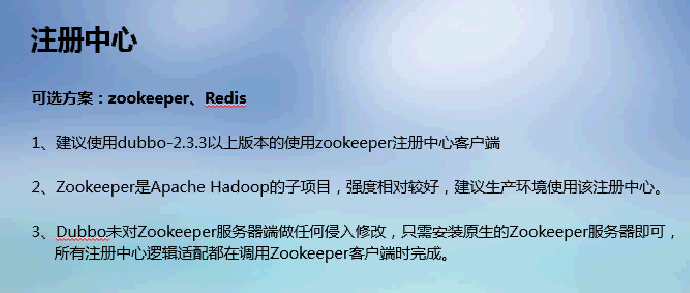 注册中心
可选方案：zookeeper、Redis
1、建议使用dubbo-2.3.3以上版本的使用zookeeper注册中心客户端
2、Zookeeper是Apache Hadoop的子项目，强度相对较好，建议生产环境使用该注册中心。
3、Dubbo未对Zookeeper服务器端做任何侵入修改，只需安装原生的Zookeeper服务器即可，
所有注册中心逻辑适配都在调用Zookeeper客户端时完成。